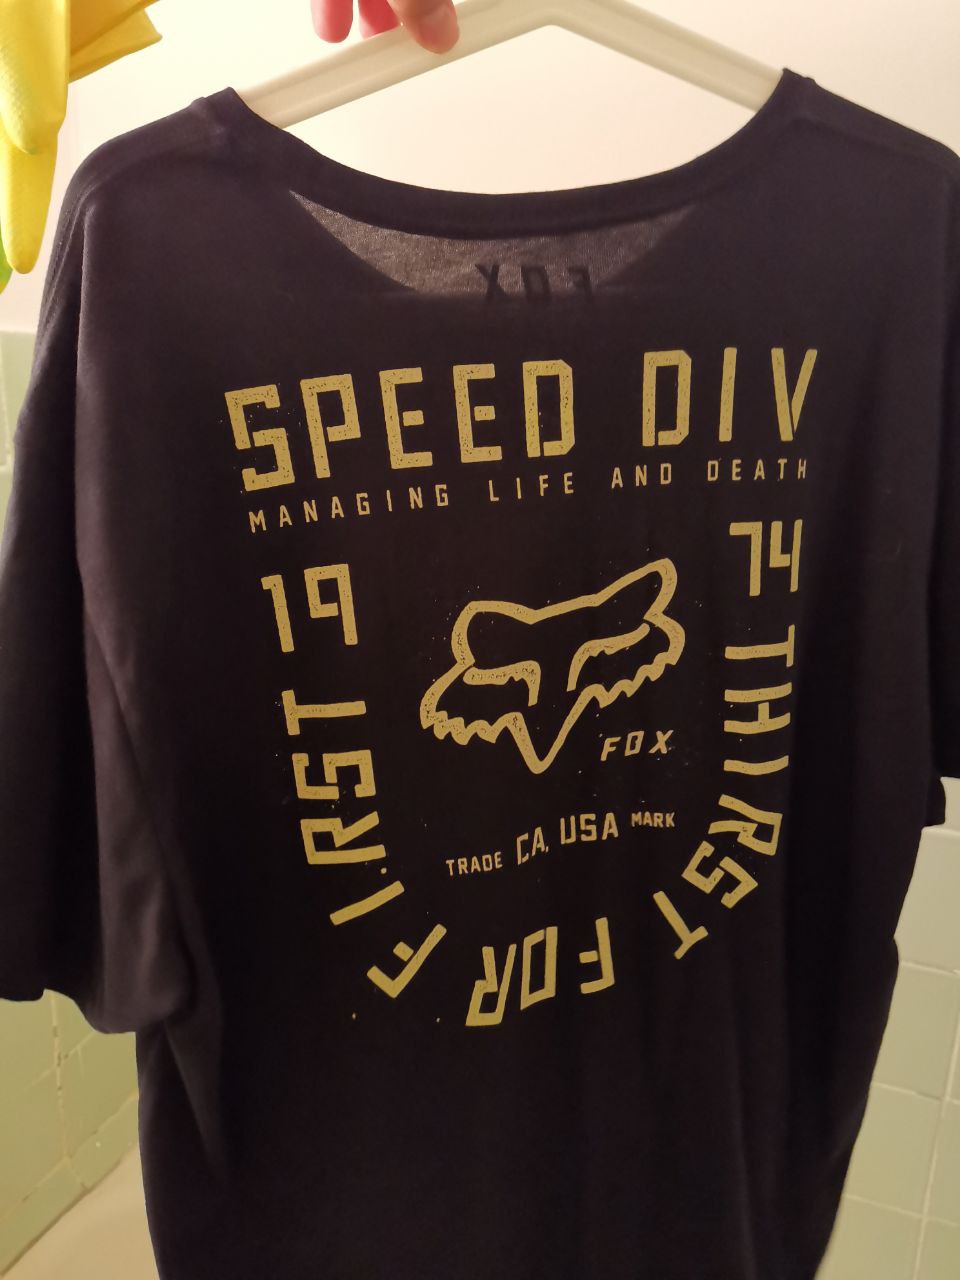 FOX
SPEED DIV
MANAGING LIFE AND DEATH
19 74
THIRST FOR FIRST
FOX
TRADE CA, USA MARK